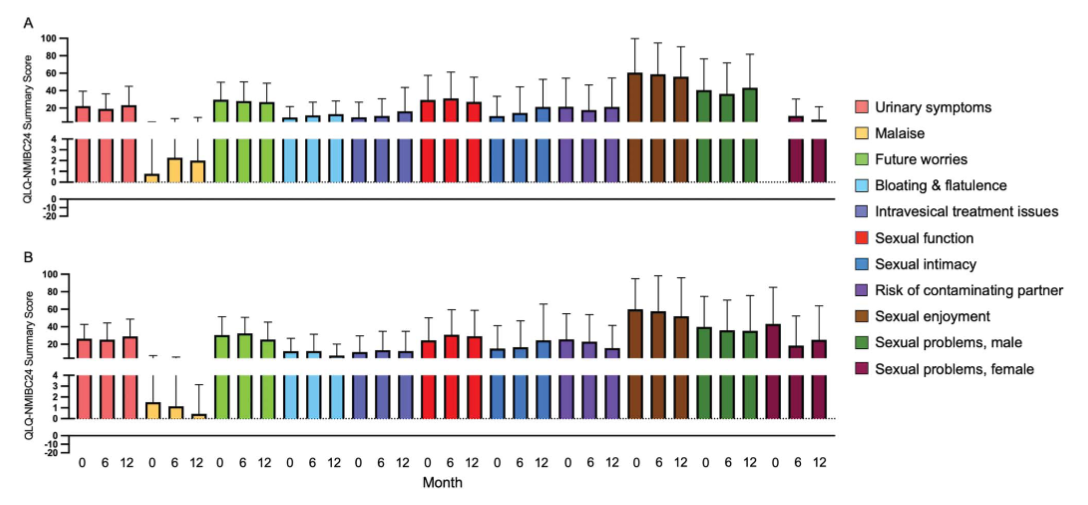 A
QLQ-NMIBC24 Summary Score
100
80
60
40
20
4
3
2
1
0
0
-10
-20
B
QLQ-NMIBC24 Summary Score
100
80
60
40
20
4
3
2
1
0
0
-10
-20
0 6 12 0 6 12 0 6 12 0 6 12 0 6 12 0 6 12 0 6 12 0 6 12 0 6 12 0 6 12 0 6 12
Month
Urinary symptoms
Malaise
Future worries
Bloating & flatulence
Intravesical treatment issues
Sexual function
Sexual intimacy
Risk of contaminating partner
Sexual enjoyment
Sexual problems, male
Sexual problems, female